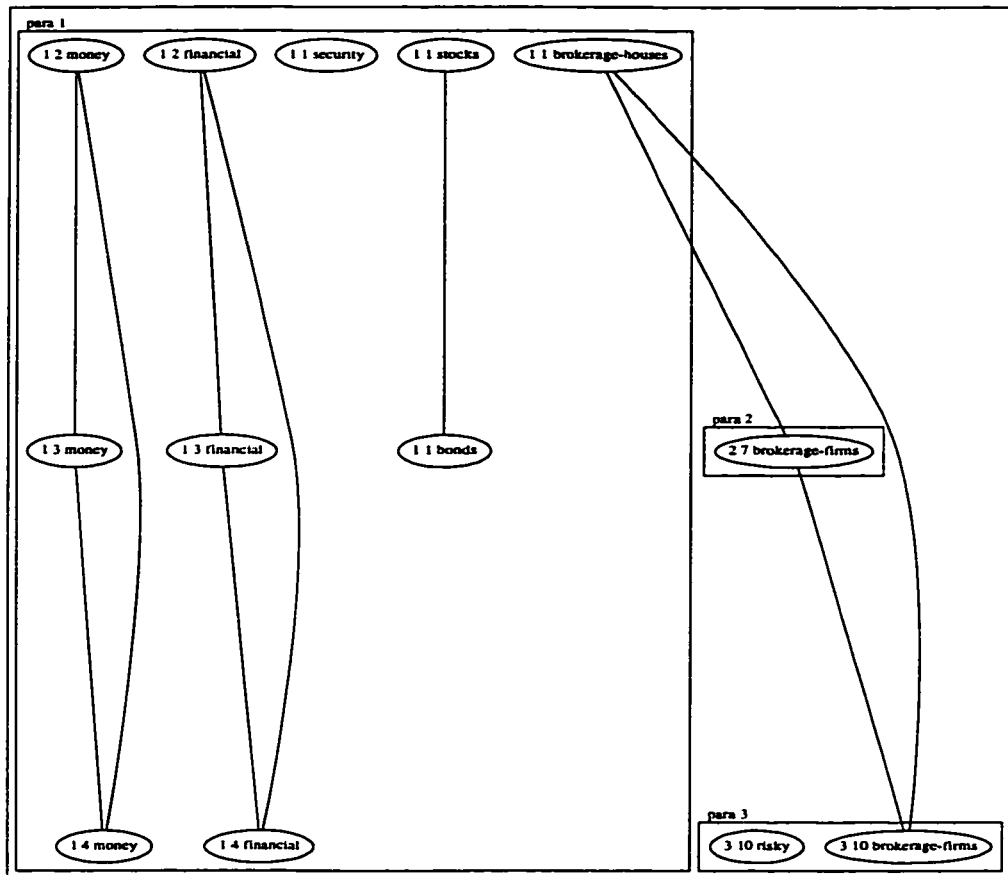 para 1
1 2 money
1 2 financial
1 1 security
1 1 stocks
1 1 brokerage-houses
para 2
1 3 money
1 3 financial
1 1 bonds
2 7 brokerage-firms
para 3
1 4 money
1 4 financial
3 10 risky
3 10 brokerage-firms